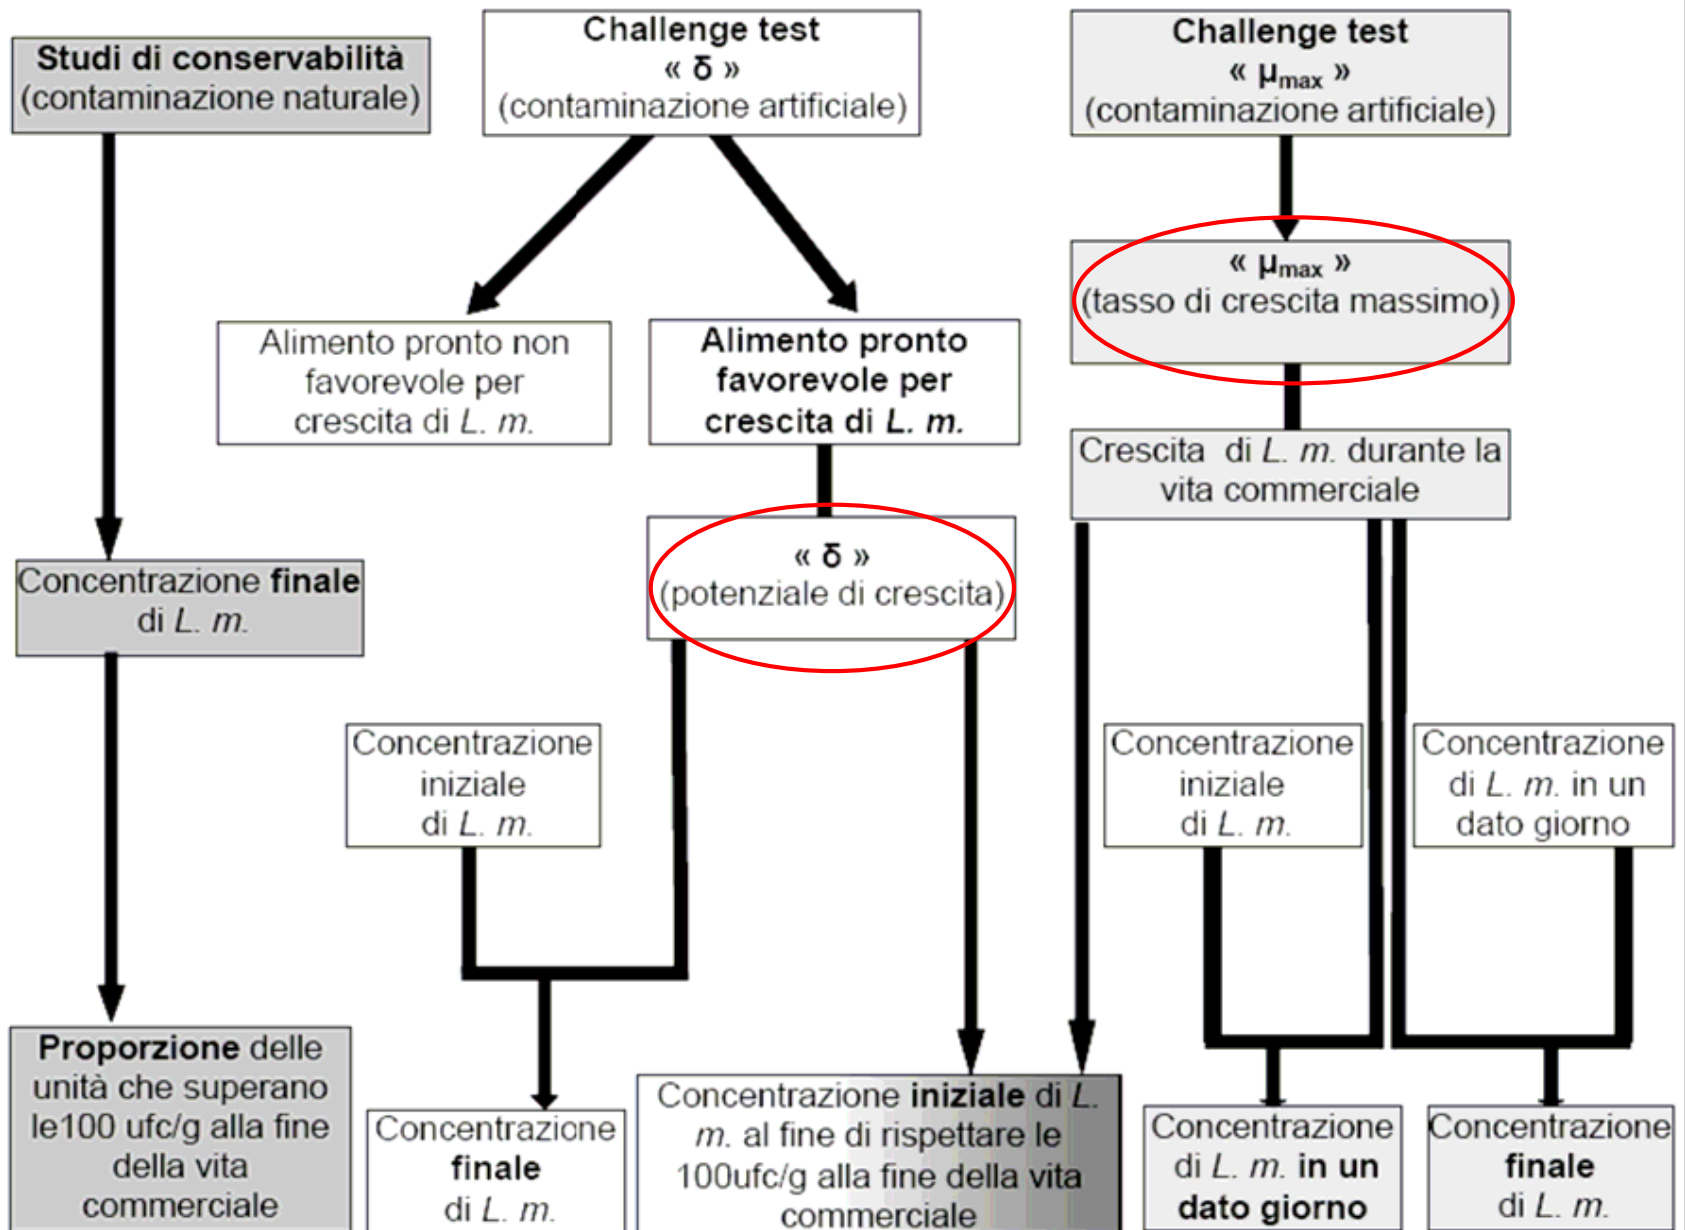 Studi di conservabilità
(contaminazione naturale)
Challenge test
« δ »
(contaminazione artificiale)
Challenge test
« μmax »
(contaminazione artificiale)
« μmax »
(tasso di crescita massimo)
Alimento pronto non
favorevole per
crescita di L. m.
Alimento pronto
favorevole per
crescita di L. m.
Crescita di L. m. durante la
vita commerciale
« δ »
(potenziale di crescita)
Concentrazione finale
di L. m.
Concentrazione
iniziale
di L. m.
Concentrazione
iniziale
di L. m.
Concentrazione
di L. m. in un
dato giorno
Proporzione delle
unità che superano
le100 ufc/g alla fine
della vita
commerciale
Concentrazione
finale
di L. m.
Concentrazione iniziale di L.
m. al fine di rispettare le
100ufc/g alla fine della vita
commerciale
Concentrazione
di L. m. in un
dato giorno
Concentrazione
finale
di L. m.